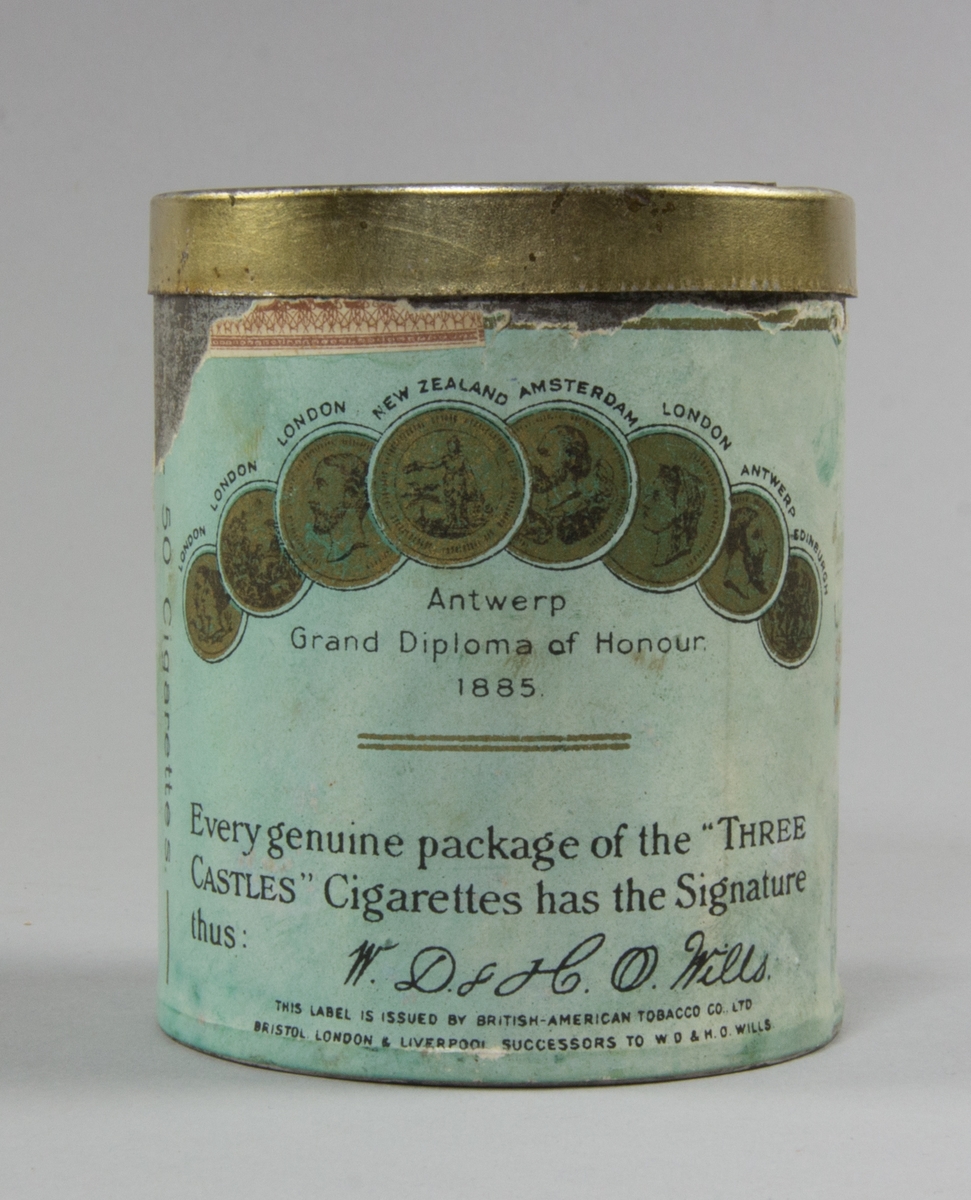 LONDON
LONDON
LONDON
NEW ZEALAND
AMSTERDAM
LONDON
ANTWERP
EDINBURGH
Antwerp
Grand Diploma of Honour.
1885.
50 Cigarettes.
Every genuine package of the “THREE
CASTLES” Cigarettes has the Signature
thus:
W. D. & H. O. Wills.
THIS LABEL IS ISSUED BY BRITISH-AMERICAN TOBACCO CO., LTD
BRISTOL. LONDON & LIVERPOOL SUCCESSORS TO W D & H. O. WILLS